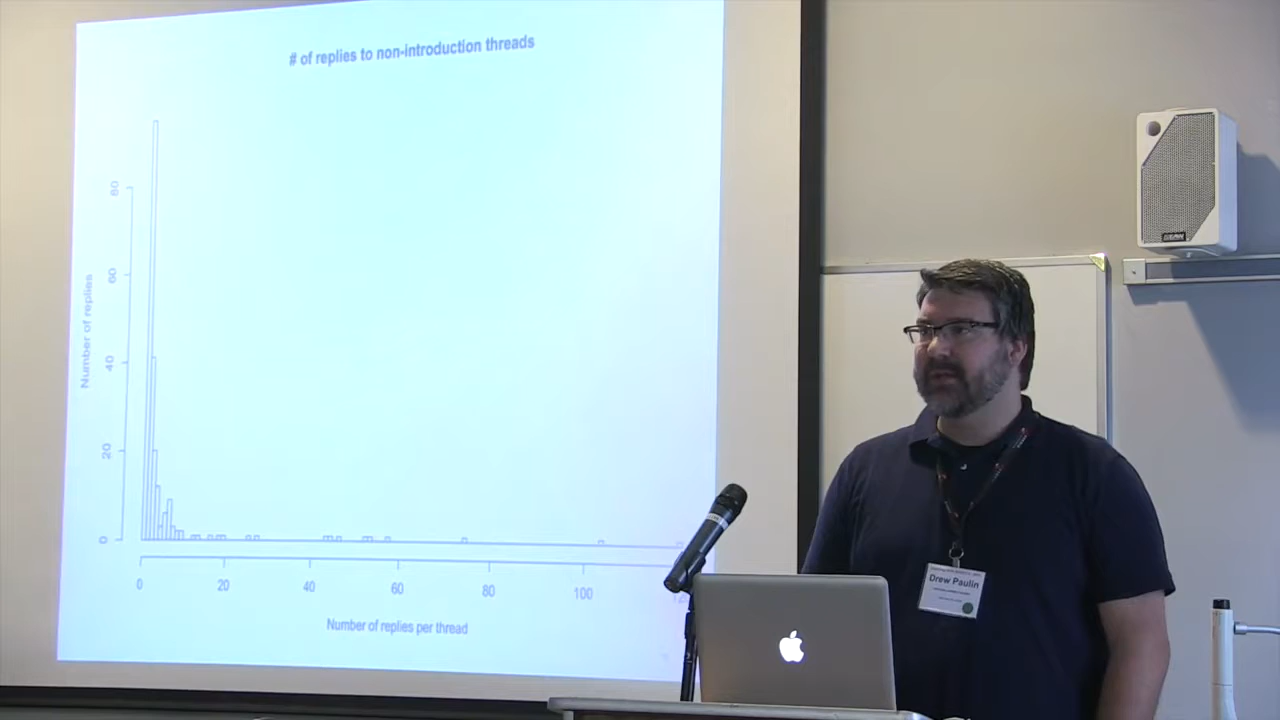 # of replies to non-introduction threads
Number of replies
80
60
40
20
0
0
20
40
60
80
100
Number of replies per thread
Drew Paulin